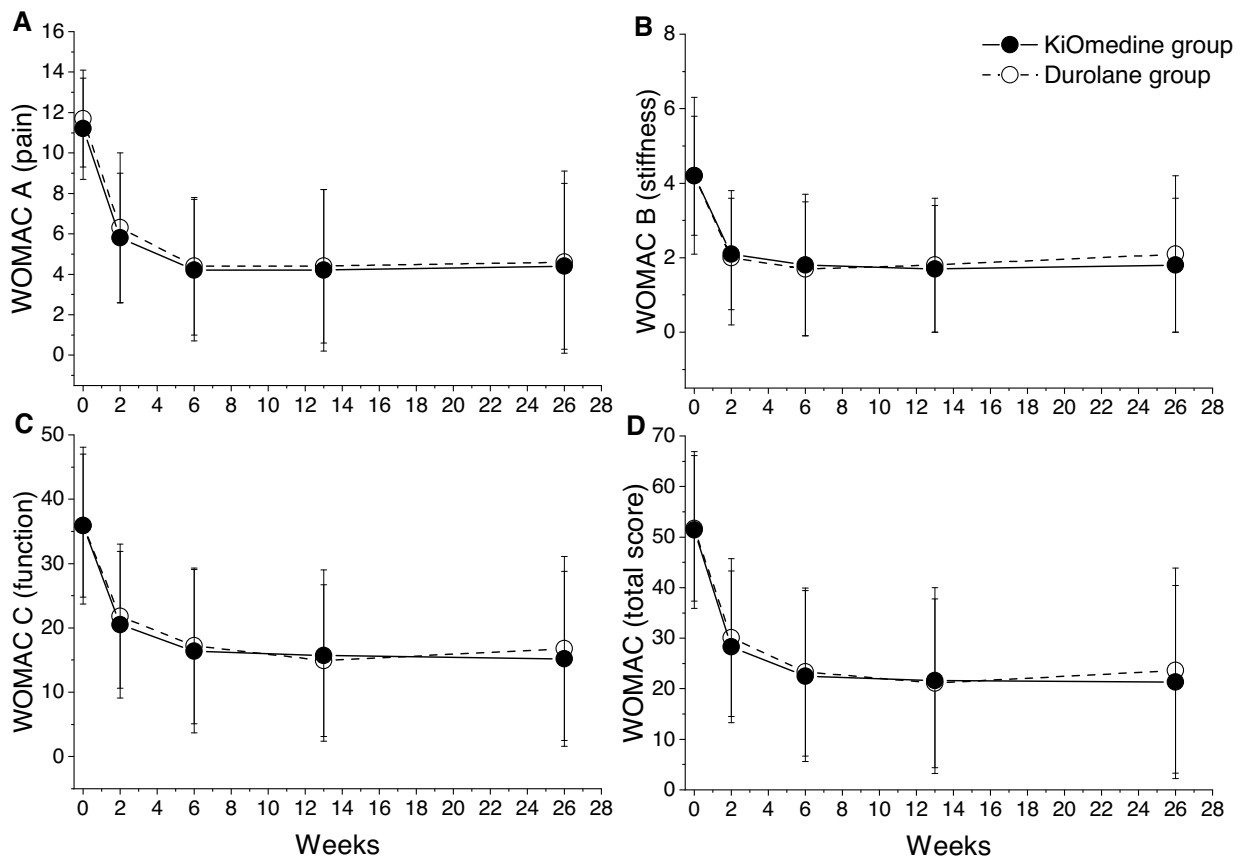 A
WOMAC A (pain)
16
14
12
10
8
6
4
2
0
0 2 4 6 8 10 12 14 16 18 20 22 24 26 28
B
KiOmedine group
Durolane group
WOMAC B (stiffness)
8
6
4
2
0
0 2 4 6 8 10 12 14 16 18 20 22 24 26 28
C
WOMAC C (function)
50
40
30
20
10
0
0 2 4 6 8 10 12 14 16 18 20 22 24 26 28
Weeks
D
WOMAC (total score)
70
60
50
40
30
20
10
0
0 2 4 6 8 10 12 14 16 18 20 22 24 26 28
Weeks